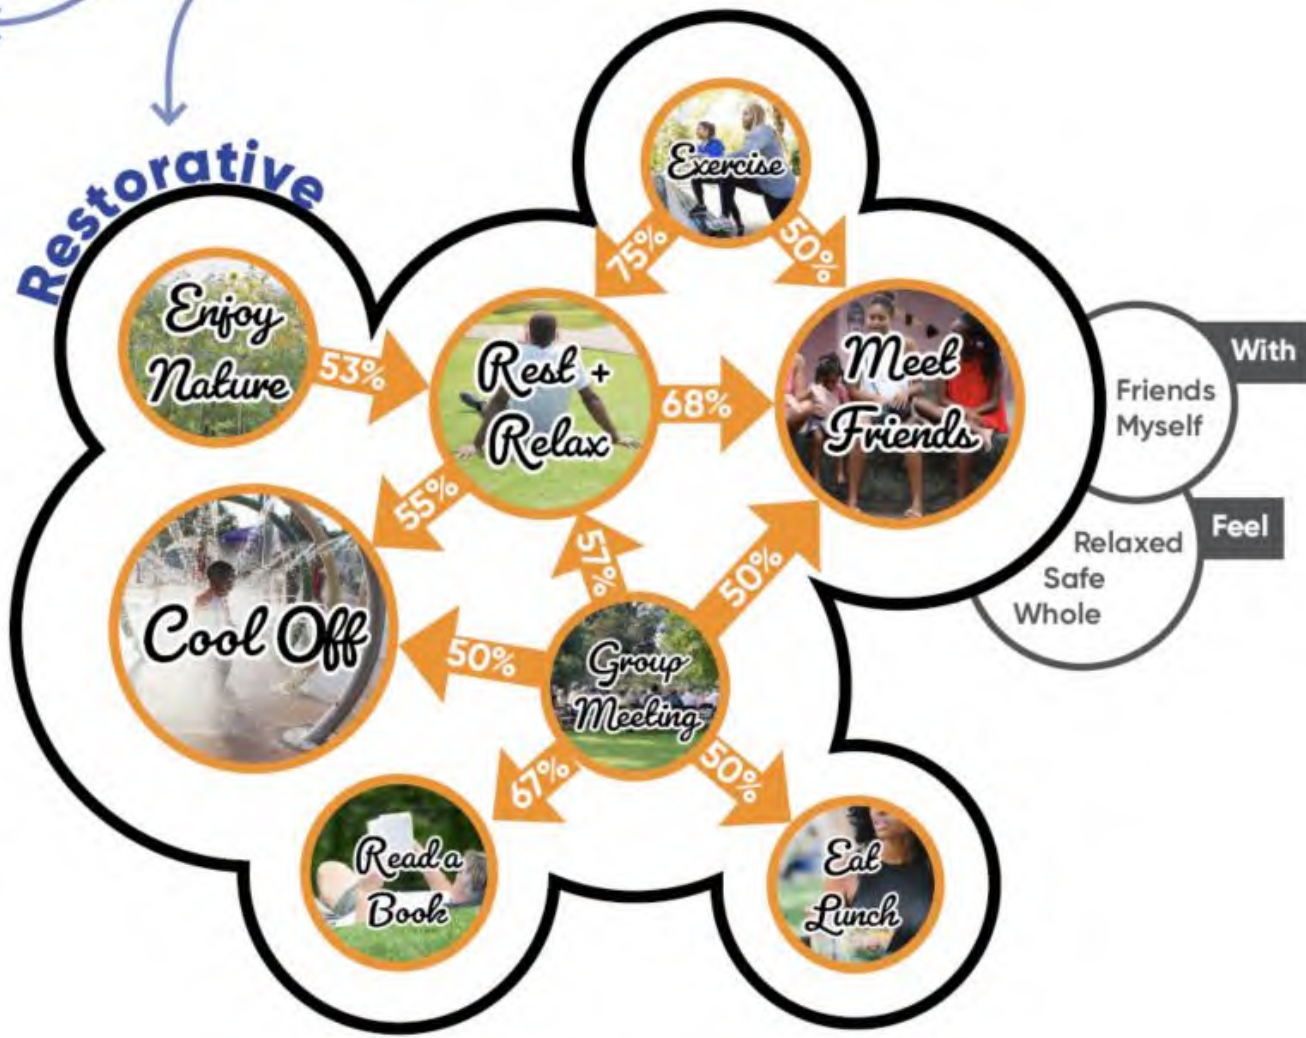 Restorative
Exercise
75%
50%
Enjoy
Nature
53%
Rest +
Relax
68%
Meet
Friends
With
Friends
Myself
Feel
Relaxed
Safe
Whole
55%
57%
50%
Cool Off
50%
Group
Meeting
67%
50%
Read a
Book
Eat
Lunch